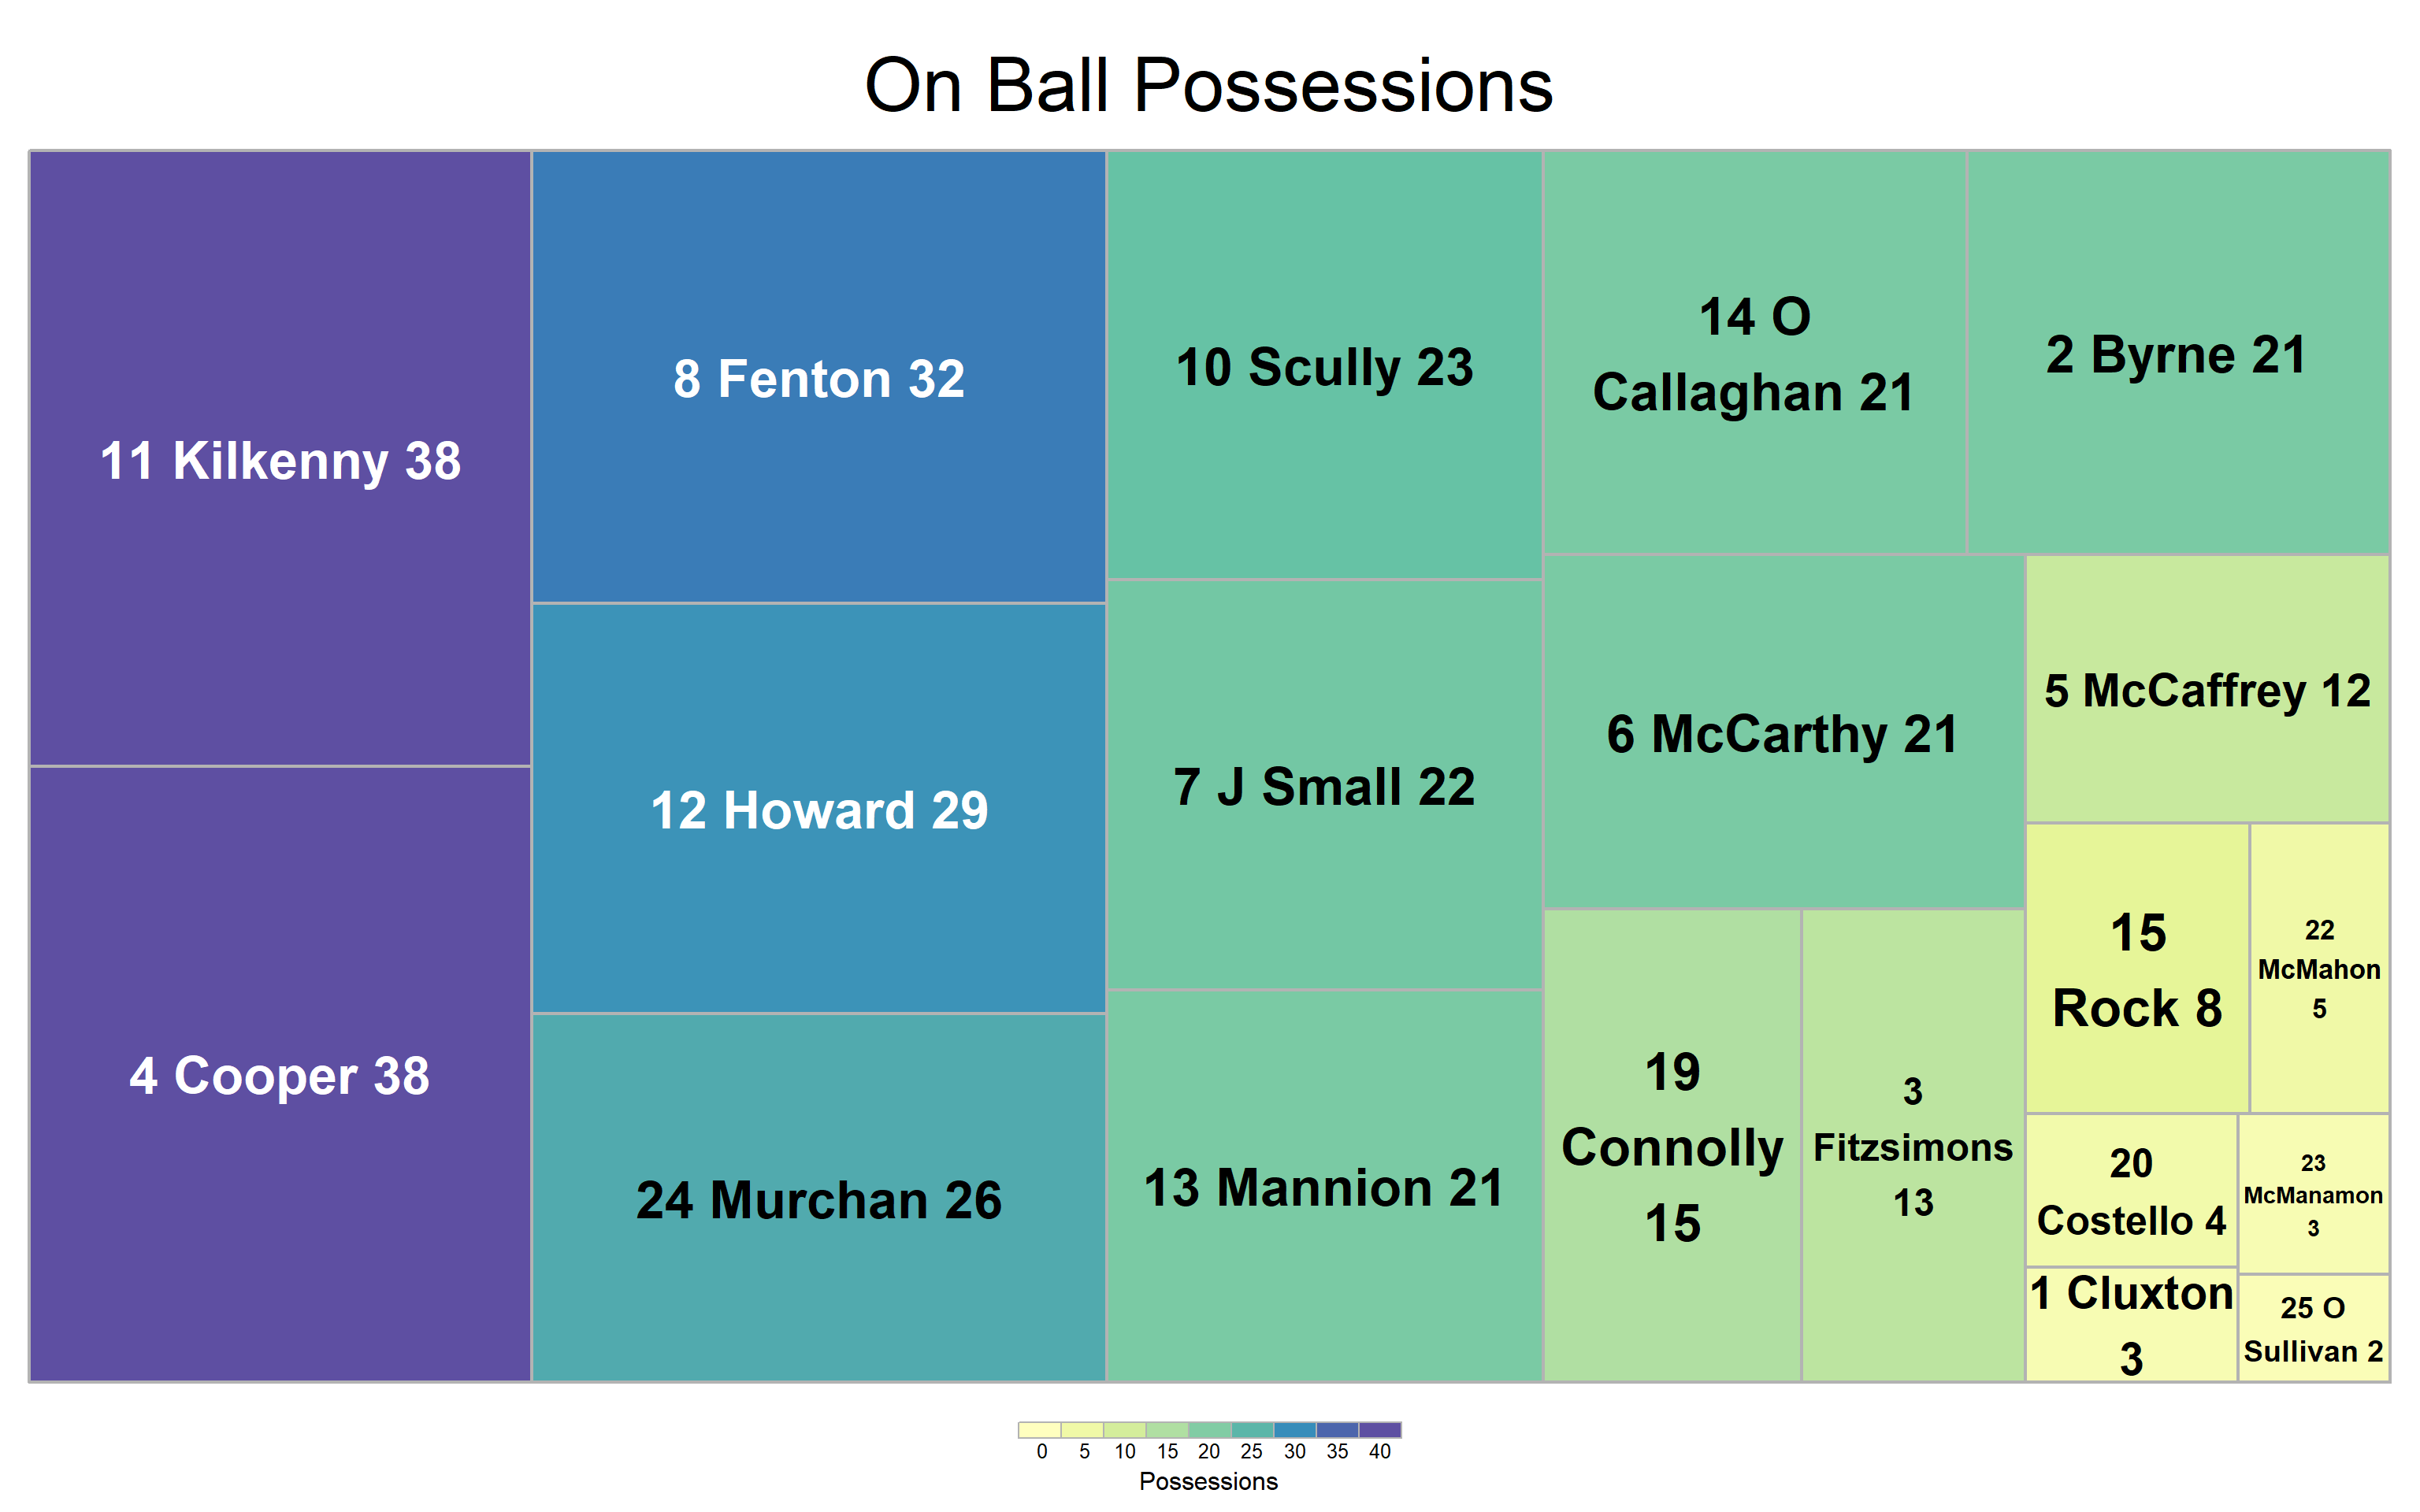 On Ball Possessions
11 Kilkenny 38
4 Cooper 38
8 Fenton 32
12 Howard 29
24 Murchan 26
10 Scully 23
7 J Small 22
13 Mannion 21
14 O
Callaghan 21
2 Byrne 21
6 McCarthy 21
5 McCaffrey 12
19
Connolly
15
3
Fitzsimons
13
15
Rock 8
22
McMahon
5
20
Costello 4
23
McManamon
3
1 Cluxton
3
25 O
Sullivan 2
0 5 10 15 20 25 30 35 40
Possessions